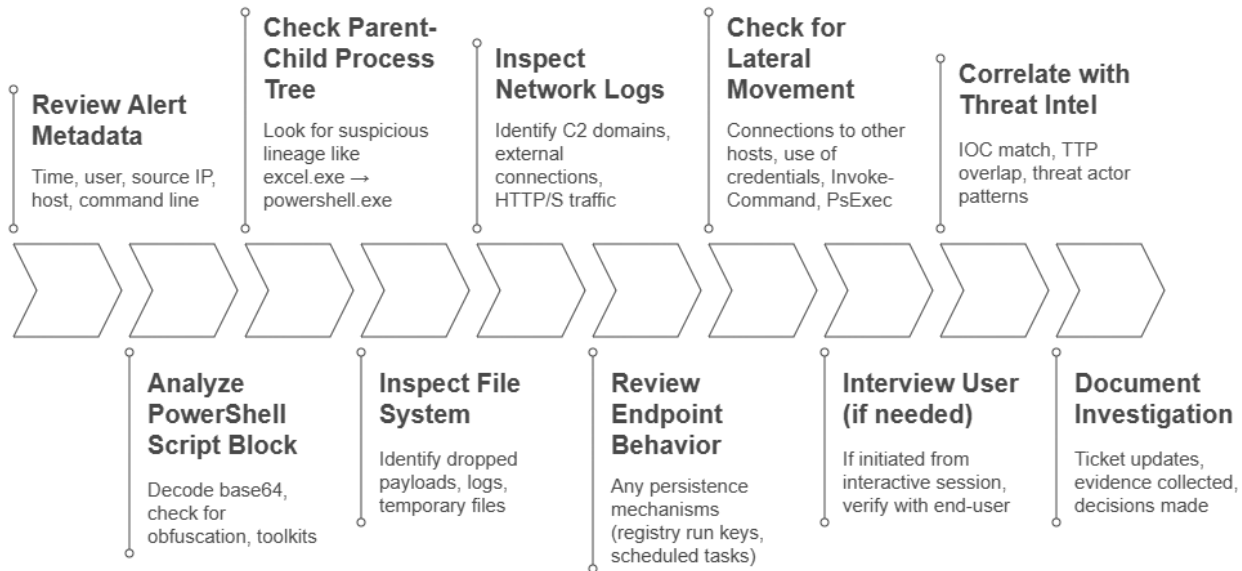 Review Alert
Metadata
Time, user, source IP,
host, command line
Analyze
PowerShell
Script Block
Decode base64,
check for
obfuscation, toolkits
Check Parent-
Child Process
Tree
Look for suspicious
lineage like
excel.exe →
powershell.exe
Inspect File
System
Identify dropped
payloads, logs,
temporary files
Inspect
Network Logs
Identify C2 domains,
external
connections,
HTTP/S traffic
Review
Endpoint
Behavior
Any persistence
mechanisms
(registry run keys,
scheduled tasks)
Check for
Lateral
Movement
Connections to other
hosts, use of
credentials, Invoke-
Command, PsExec
Interview User
(if needed)
If initiated from
interactive session,
verify with end-user
Correlate with
Threat Intel
IOC match, TTP
overlap, threat actor
patterns
Document
Investigation
Ticket updates,
evidence collected,
decisions made